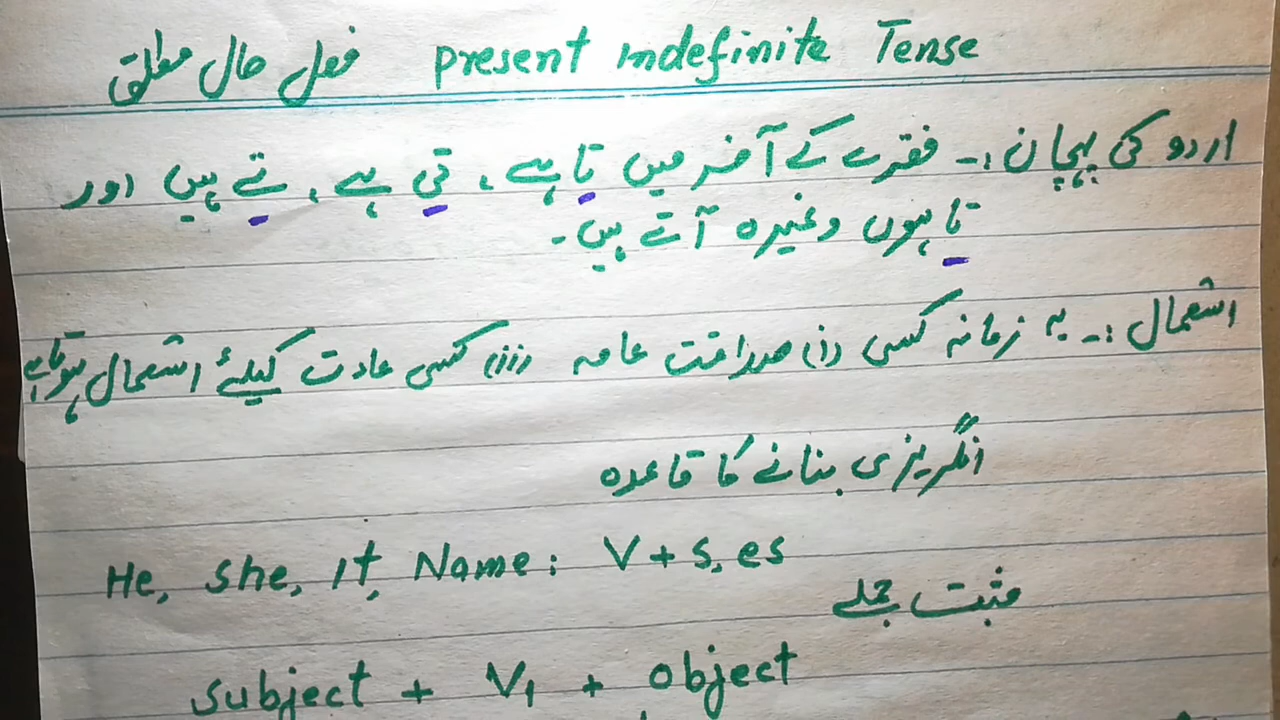 فعل حال مطلق Present Indefinite Tense
اردو کی پہچان :۔ فقرے کے آخر میں تا ہے ، تی ہے ، تے ہیں اور
تا ہوں وغیرہ آتے ہیں ۔
استعمال :۔ یہ زمانہ کسی (i) صداقت عامہ (ii) کسی عادت کیلئے استعمال ہوتا ہے
انگریزی بنانے کا قاعدہ
He, She, It, Name: V + s, es
مثبت جملے
Subject + V1 + object